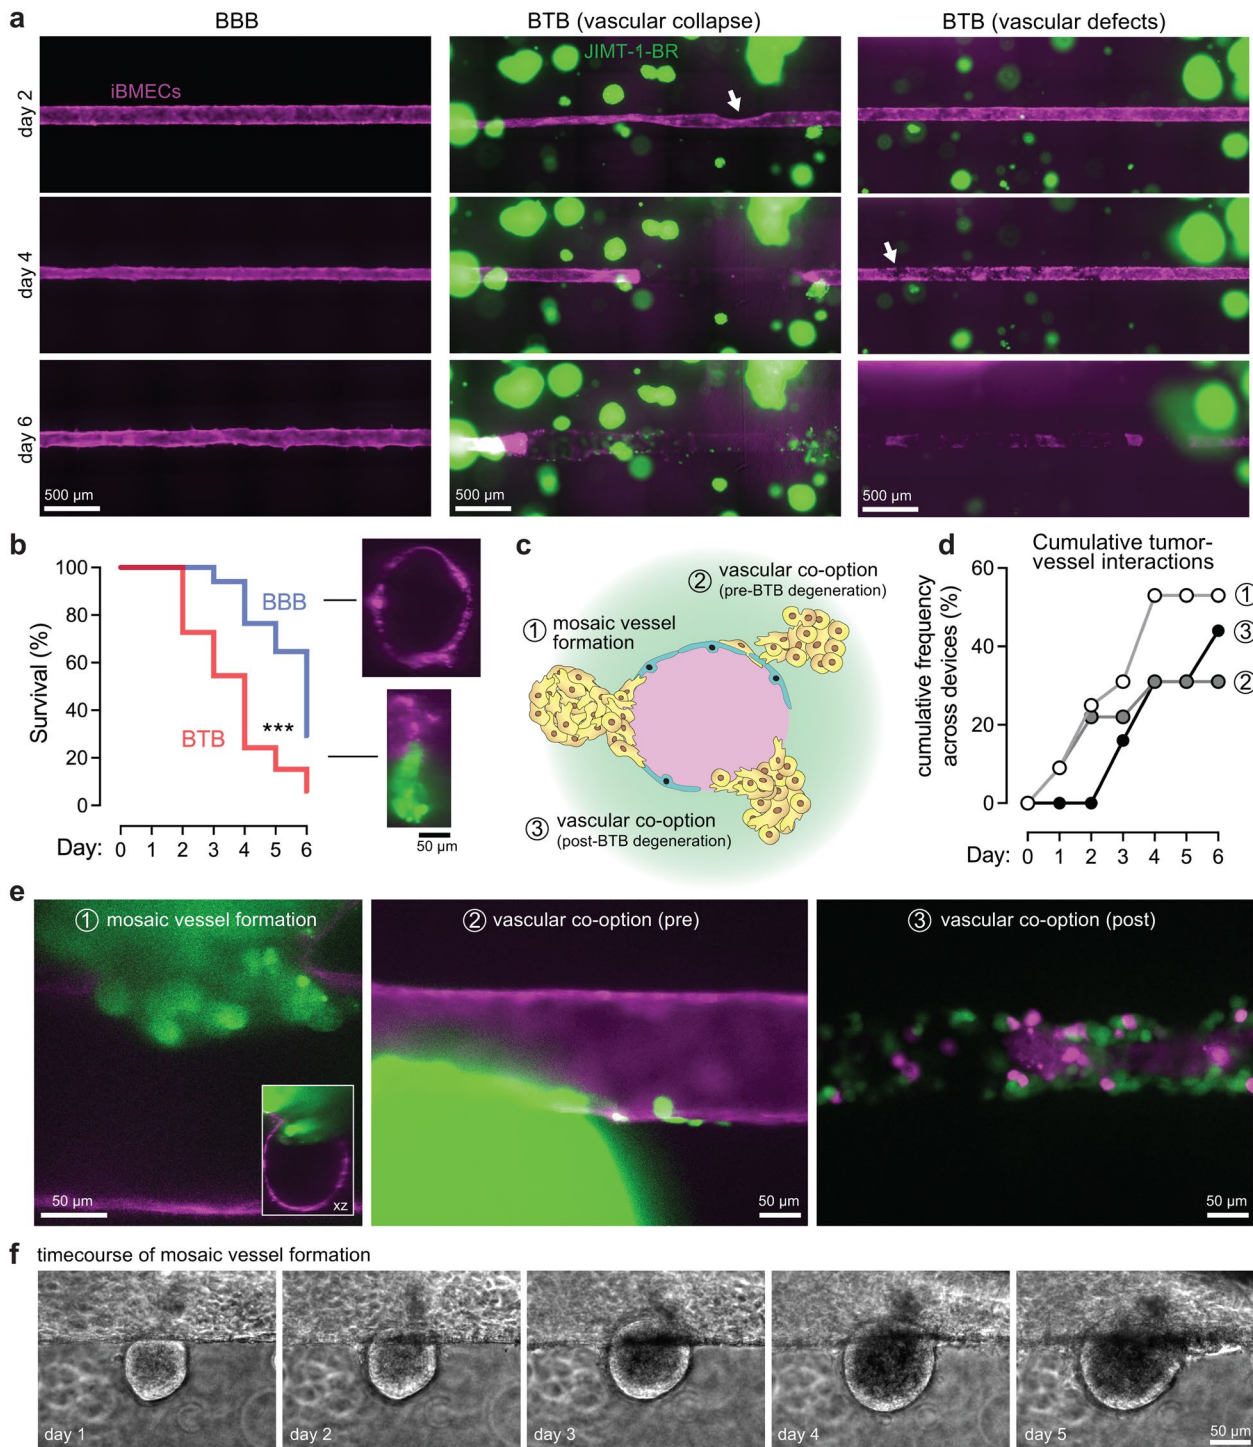 a
BBB
BTB (vascular collapse)
BTB (vascular defects)
day 2
iBMECs
JIMT-1-BR
day 4
day 6
500 μm
500 μm
500 μm
b
Survival (%)
100
80
60
40
20
0
BBB
BTB
***
Day: 0 1 2 3 4 5 6
50 μm
c
① mosaic vessel
formation
② vascular co-option
(pre-BTB degeneration)
③ vascular co-option
(post-BTB degeneration)
d
Cumulative tumor-
vessel interactions
cumulative frequency
across devices (%)
60
40
20
0
①
③
②
Day: 0 1 2 3 4 5 6
e
① mosaic vessel formation
② vascular co-option (pre)
③ vascular co-option (post)
50 μm
xz
50 μm
50 μm
f
timecourse of mosaic vessel formation
day 1
day 2
day 3
day 4
day 5
50 μm